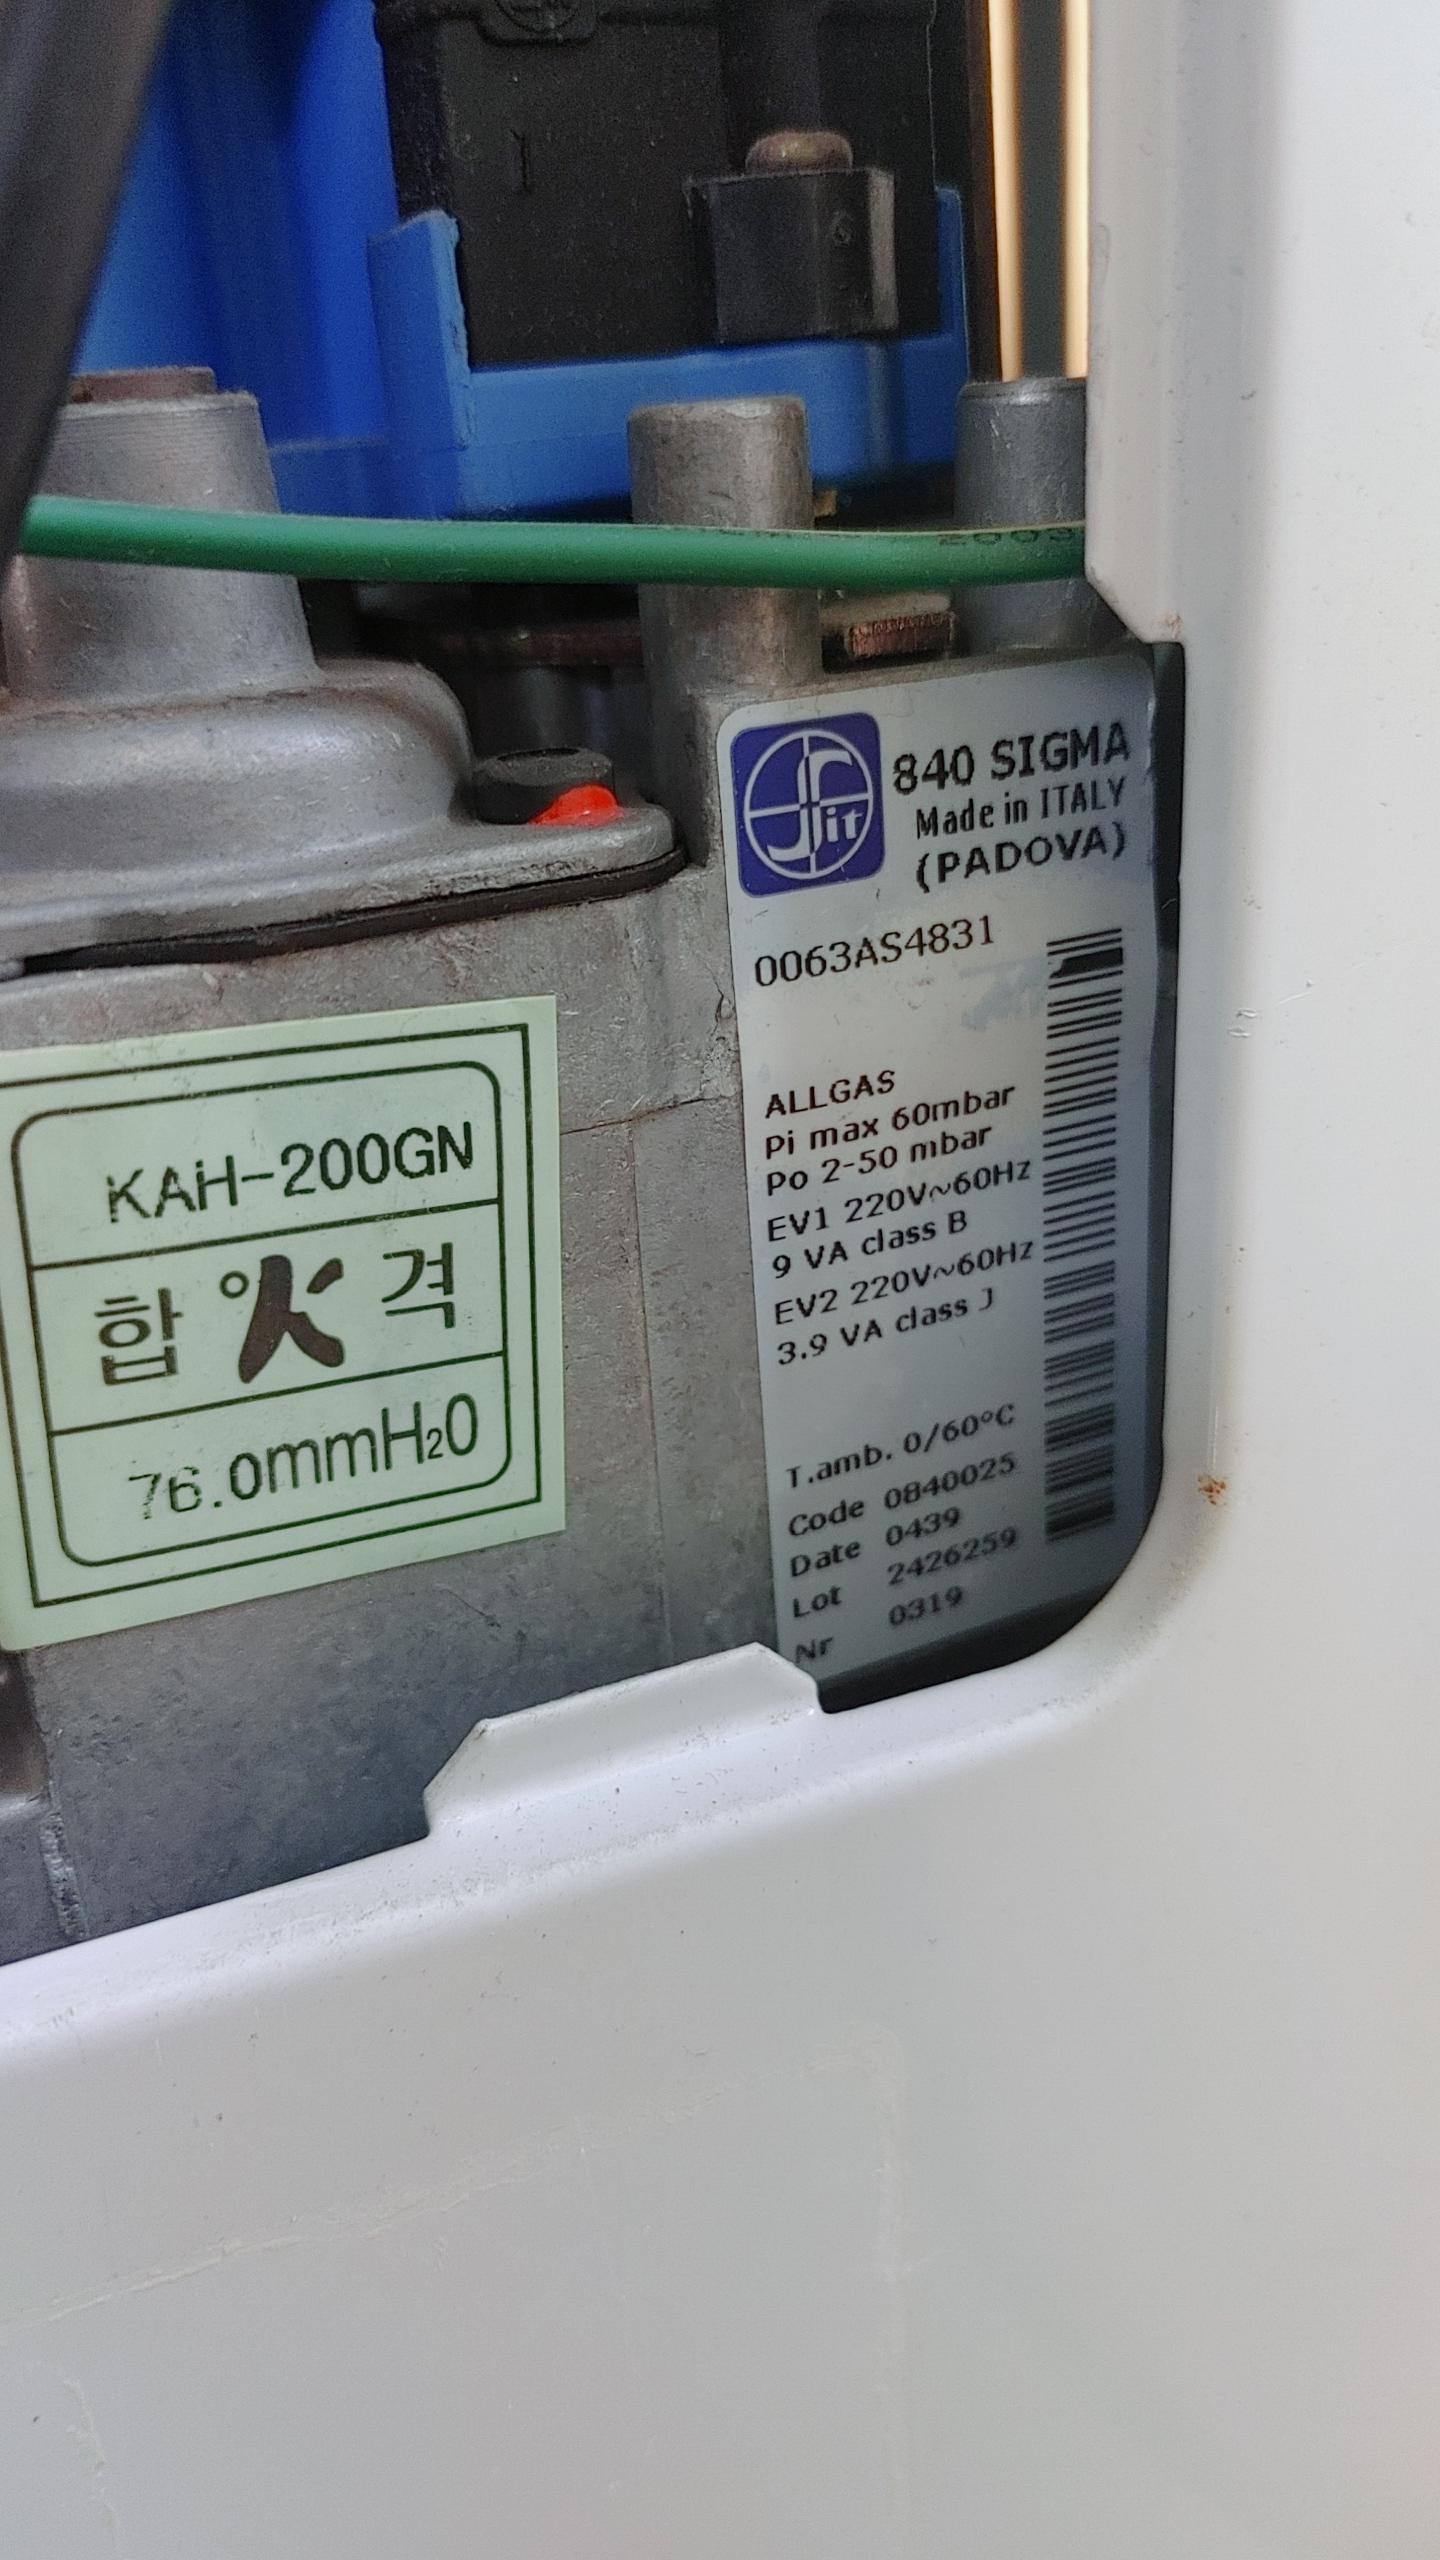 Sit
840 SIGMA
Made in ITALY
(PADOVA)
0063AS4831
ALLGAS
Pi max 60mbar
Po 2-50 mbar
EV1 220V~60Hz
9 VA class B
EV2 220V~60Hz
3.9 VA class J
T.amb. 0/60°C
Code 0840025
Date 0439
Lot 2426259
Nr 0319
KAH-200GN
합 火 격
76.0mmH₂O